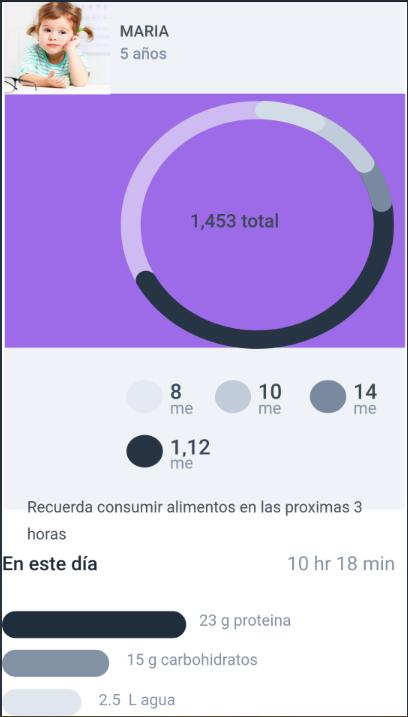 MARIA
5 años
1,453 total
8
me
10
me
14
me
1,12
me
Recuerda consumir alimentos en las proximas 3
horas
En este día
10 hr 18 min
23 g proteina
15 g carbohidratos
2.5 L agua